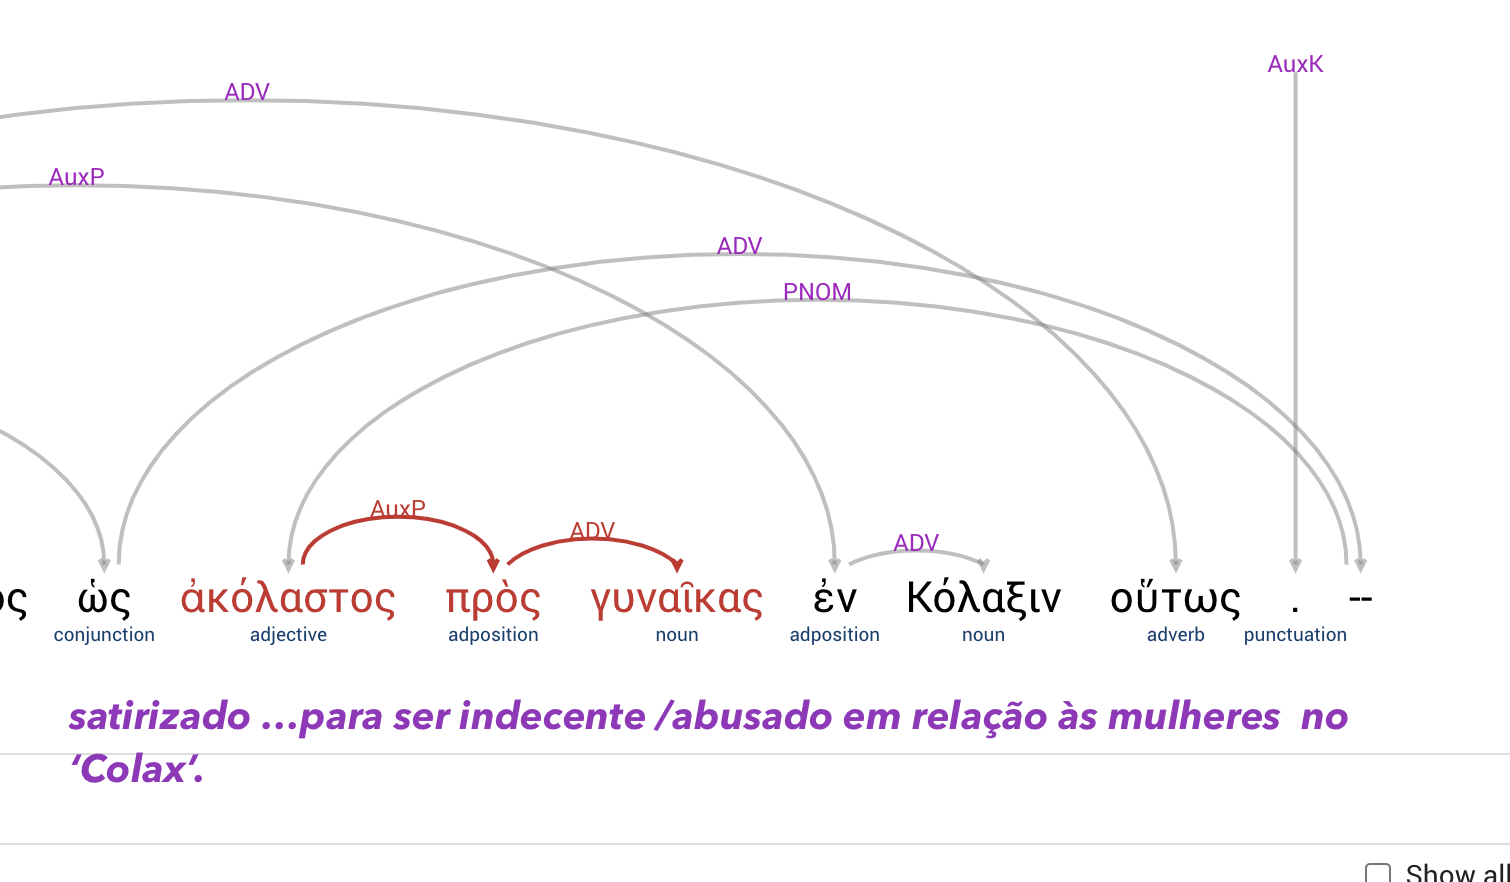 AuxK
ADV
AuxP
ADV
PNOM
AuxP
ADV
ADV
ὡς ἀκόλαστος πρὸς γυναῖκας ἐν Κόλαξιν οὕτως . --
conjunction adjective adposition noun adposition noun adverb punctuation
satirizado ...para ser indecente /abusado em relação às mulheres no
‘Colax’.
Show all